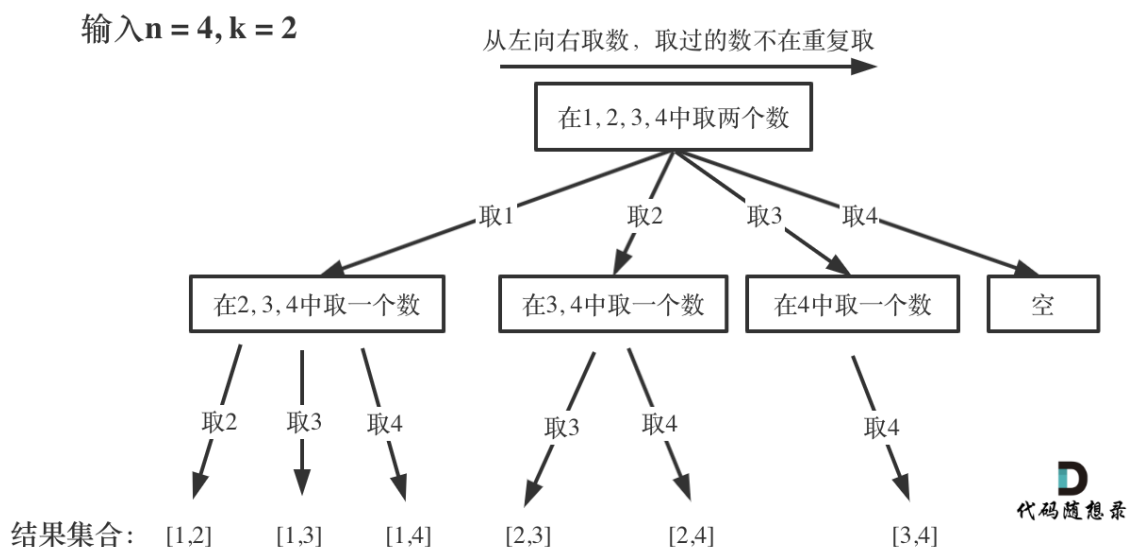 输入n = 4, k = 2
从左向右取数，取过的数不在重复取
在1, 2, 3, 4中取两个数
取1
取2
取3
取4
在2, 3, 4中取一个数
在3, 4中取一个数
在4中取一个数
空
取2
取3
取4
取3
取4
取4
代码随想录
结果集合： [1,2] [1,3] [1,4] [2,3] [2,4] [3,4]